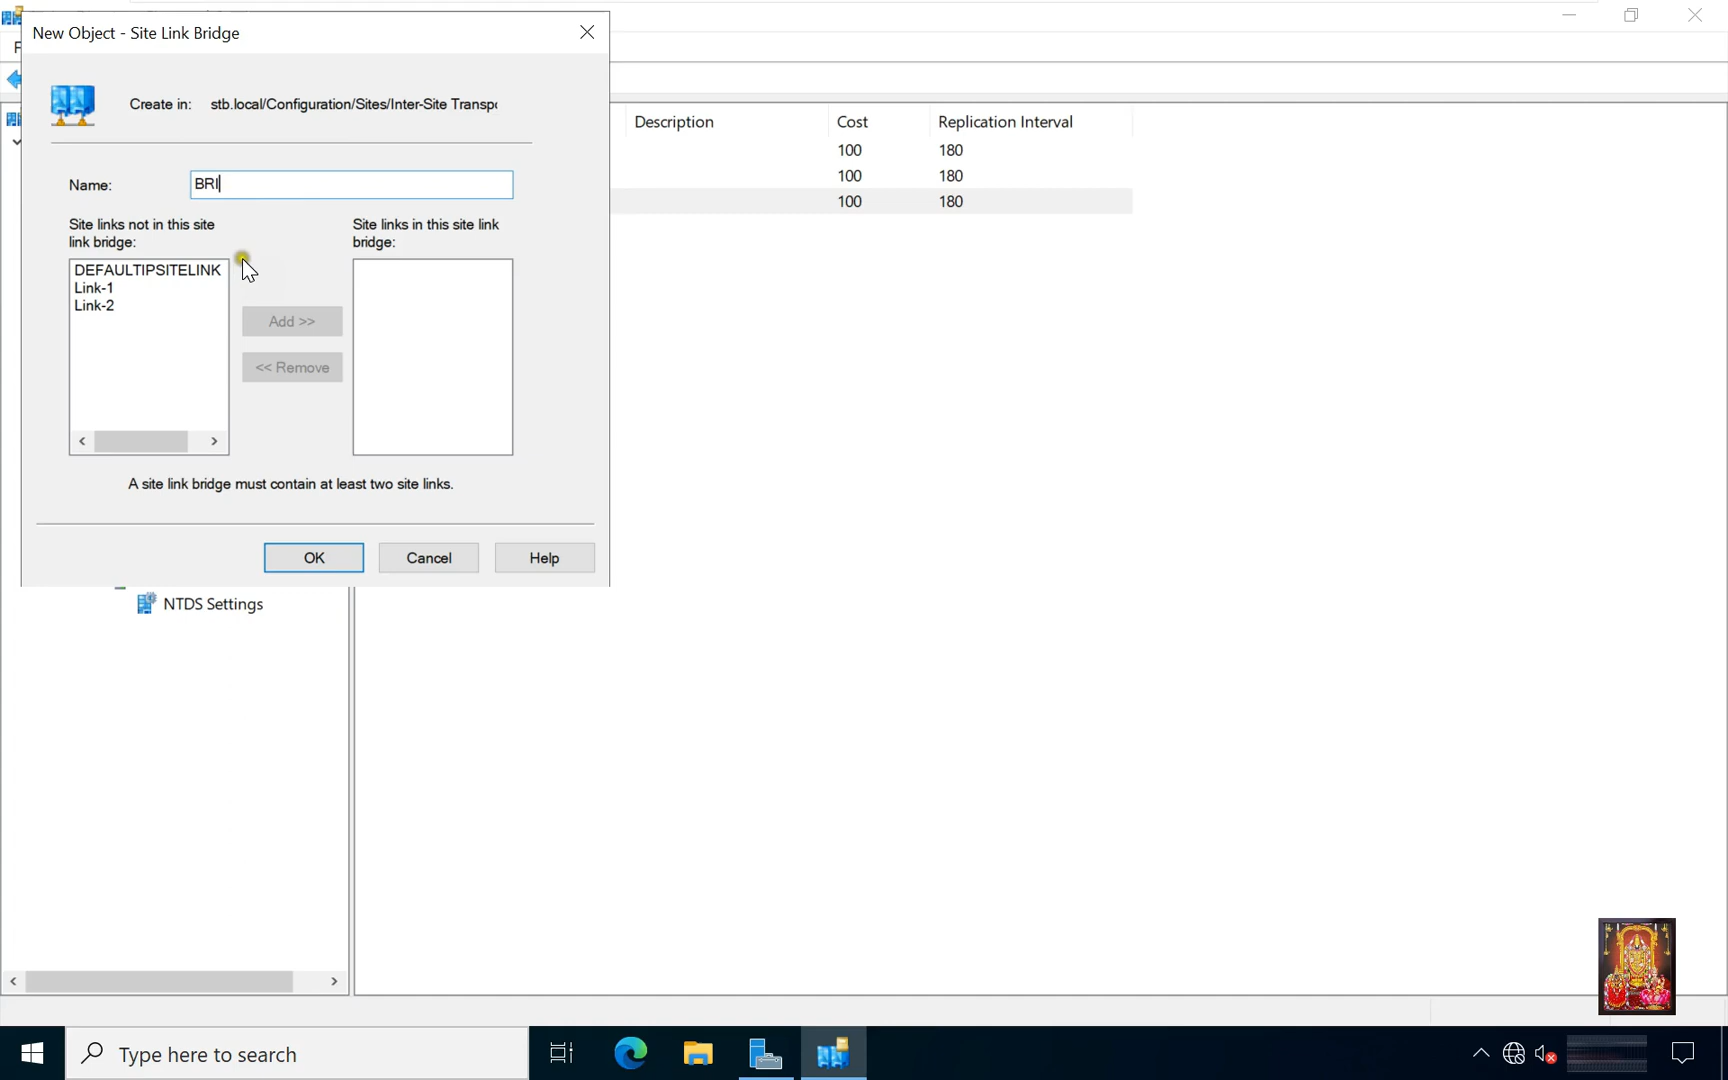 New Object - Site Link Bridge
F
Create in: stb.local/Configuration/Sites/Inter-Site Transpo
Description Cost Replication Interval
100 180
100 180
100 180
Name: BRI
Site links not in this site
link bridge:
Site links in this site link
bridge:
DEFAULTIPSITELINK
Link-1
Link-2
Add >>
<< Remove
A site link bridge must contain at least two site links.
OK Cancel Help
NTDS Settings
Type here to search